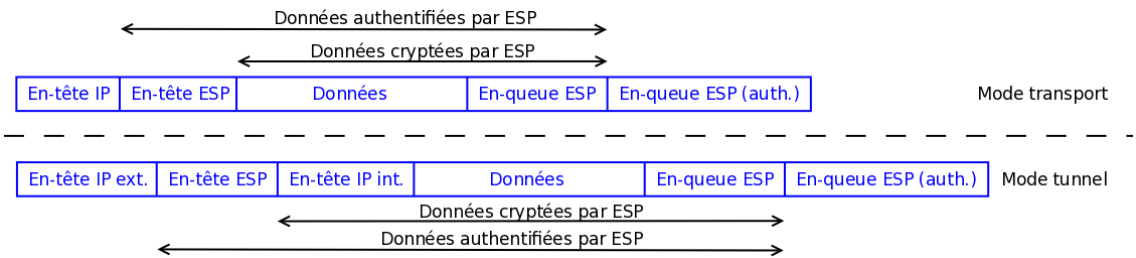 Données authentifiées par ESP
Données cryptées par ESP
En-tête IP En-tête ESP Données En-queue ESP En-queue ESP (auth.) Mode transport
En-tête IP ext. En-tête ESP En-tête IP int. Données En-queue ESP En-queue ESP (auth.) Mode tunnel
Données cryptées par ESP
Données authentifiées par ESP